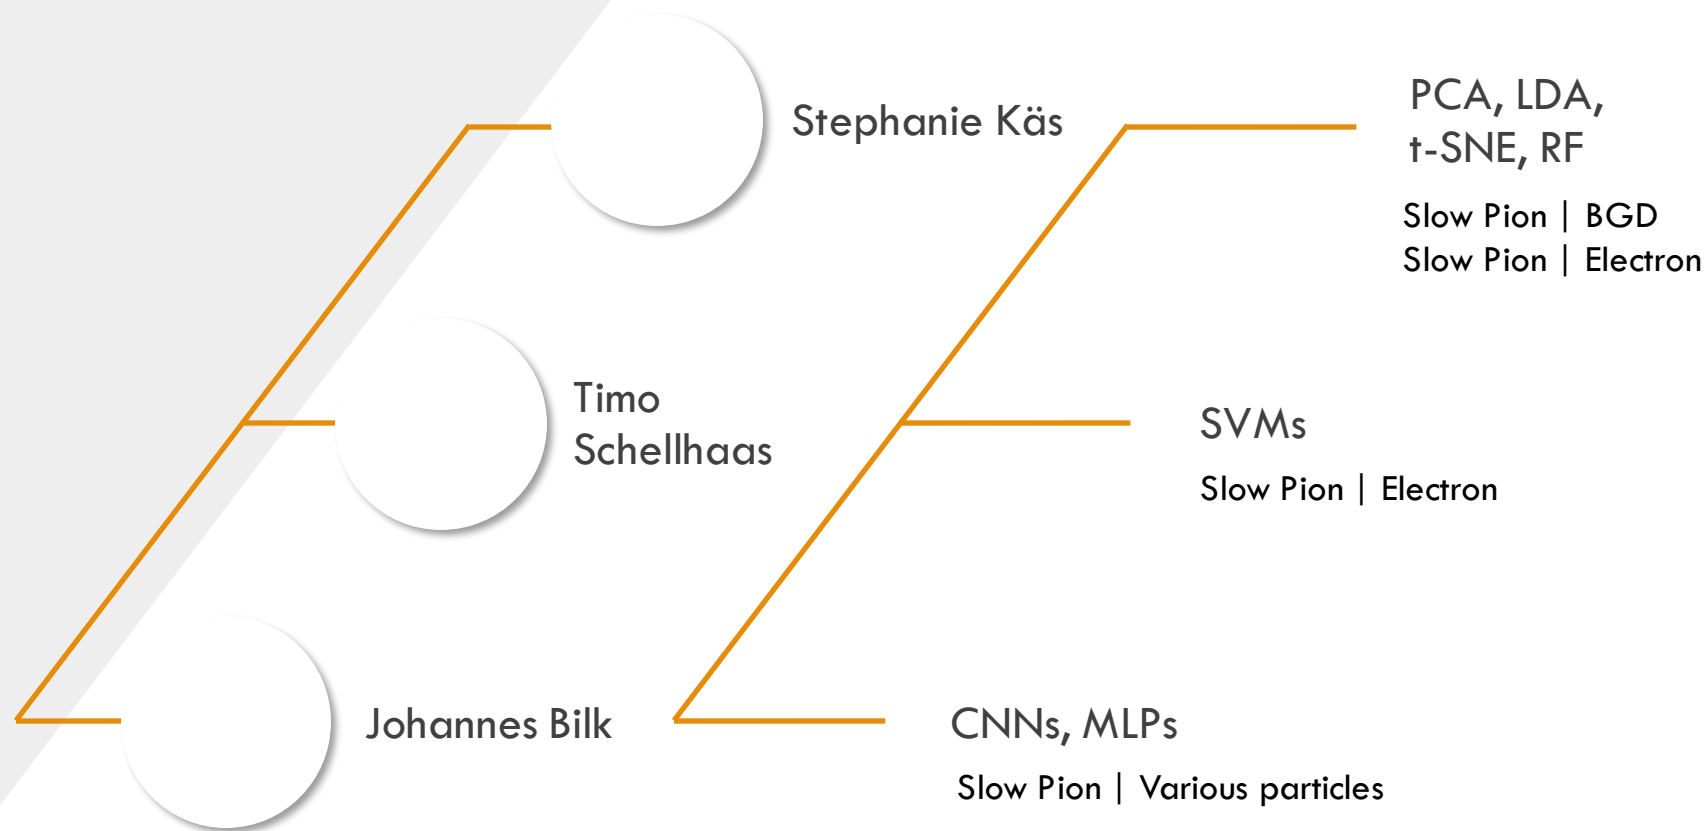 Stephanie Käs
PCA, LDA,
t-SNE, RF
Slow Pion | BGD
Slow Pion | Electron
Timo
Schellhaas
SVMs
Slow Pion | Electron
Johannes Bilk
CNNs, MLPs
Slow Pion | Various particles